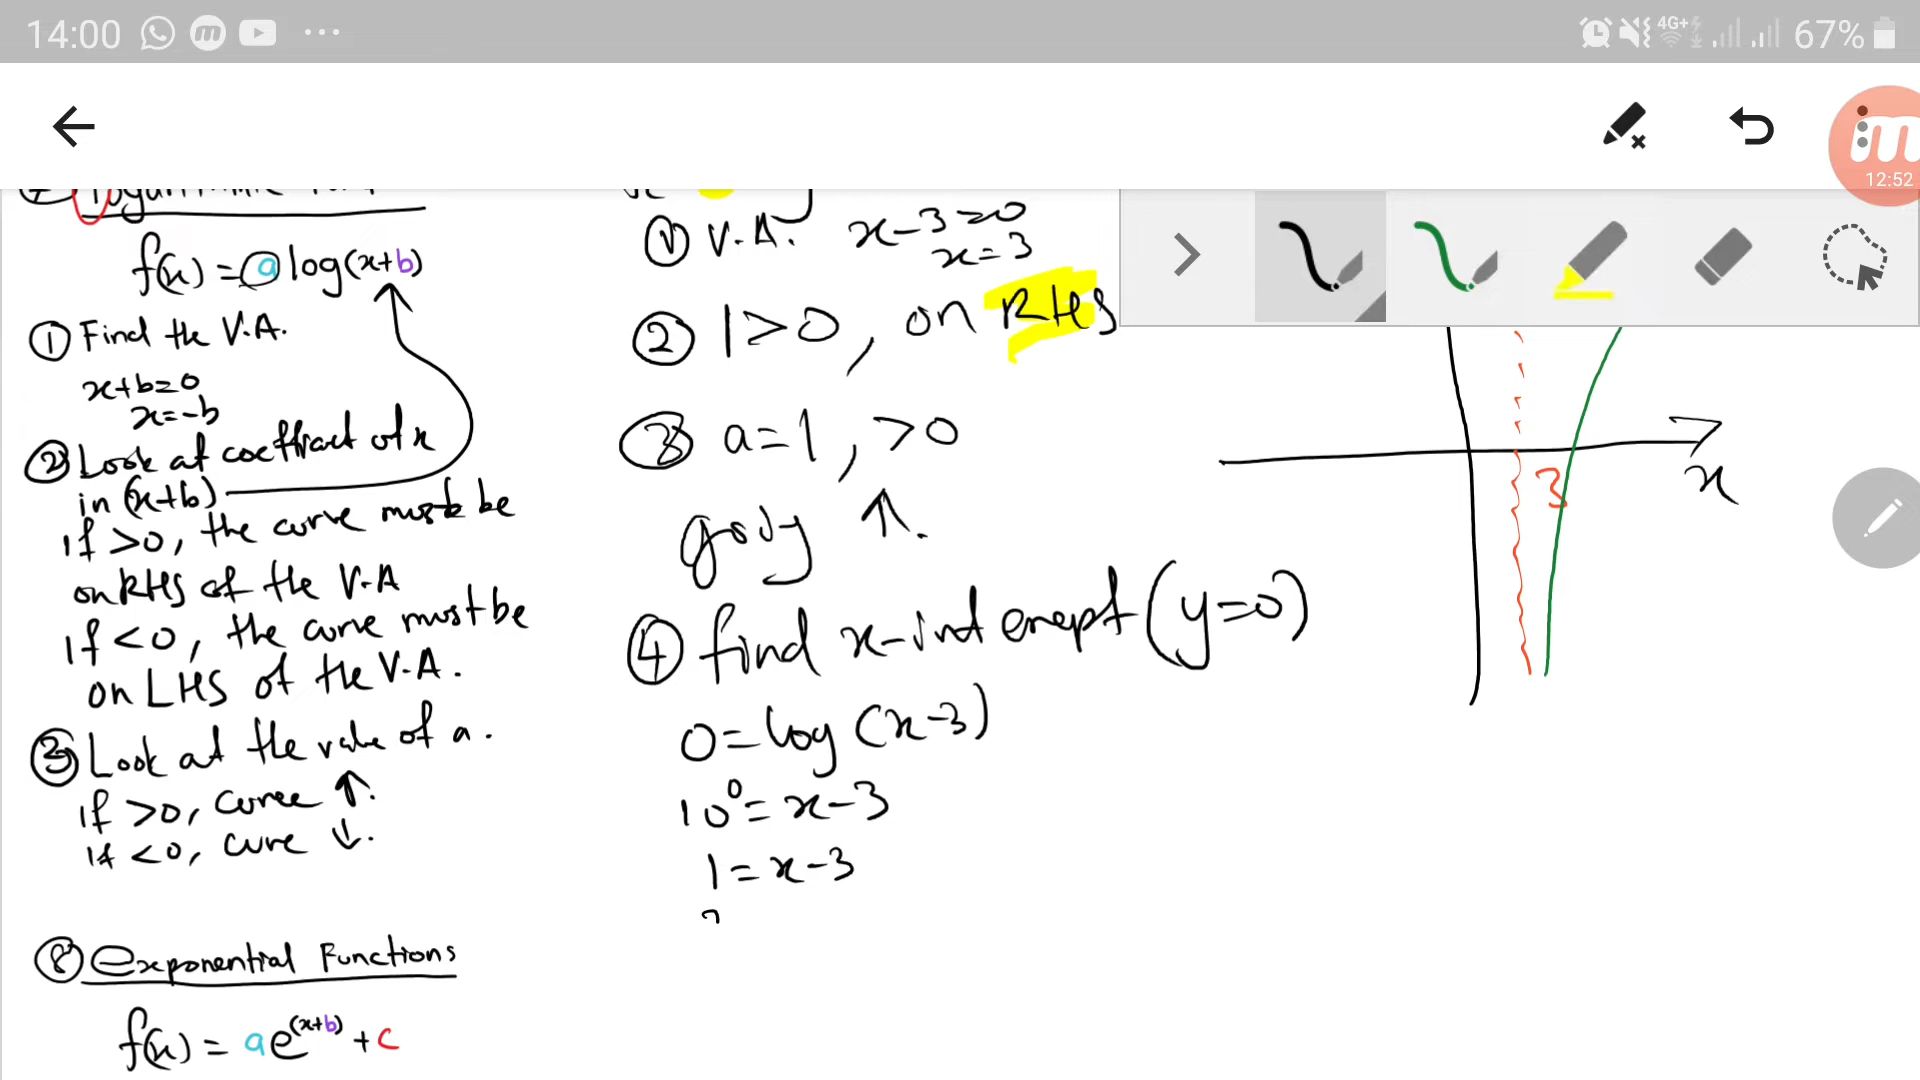 14:00
4G+
67%
12:52
f(x) = a log(x+b)
① Find the V.A.
x+b=0
x=-b
② Look at coefficient of x
in (x+b)
if >0, the curve must be
on RHS of the V.A
if <0, the curve must be
on LHS of the V.A.
③ Look at the value of a.
if >0, curve ↑.
if <0, curve ↓.
⑧ Exponential Functions
f(x) = ae^(x+b) + c
① V.A. x-3=0
x=3
② 1>0, on RHS
③ a=1, >0
going ↑.
④ find x-intercept (y=0)
0=log(x-3)
10^0=x-3
1=x-3
3
x